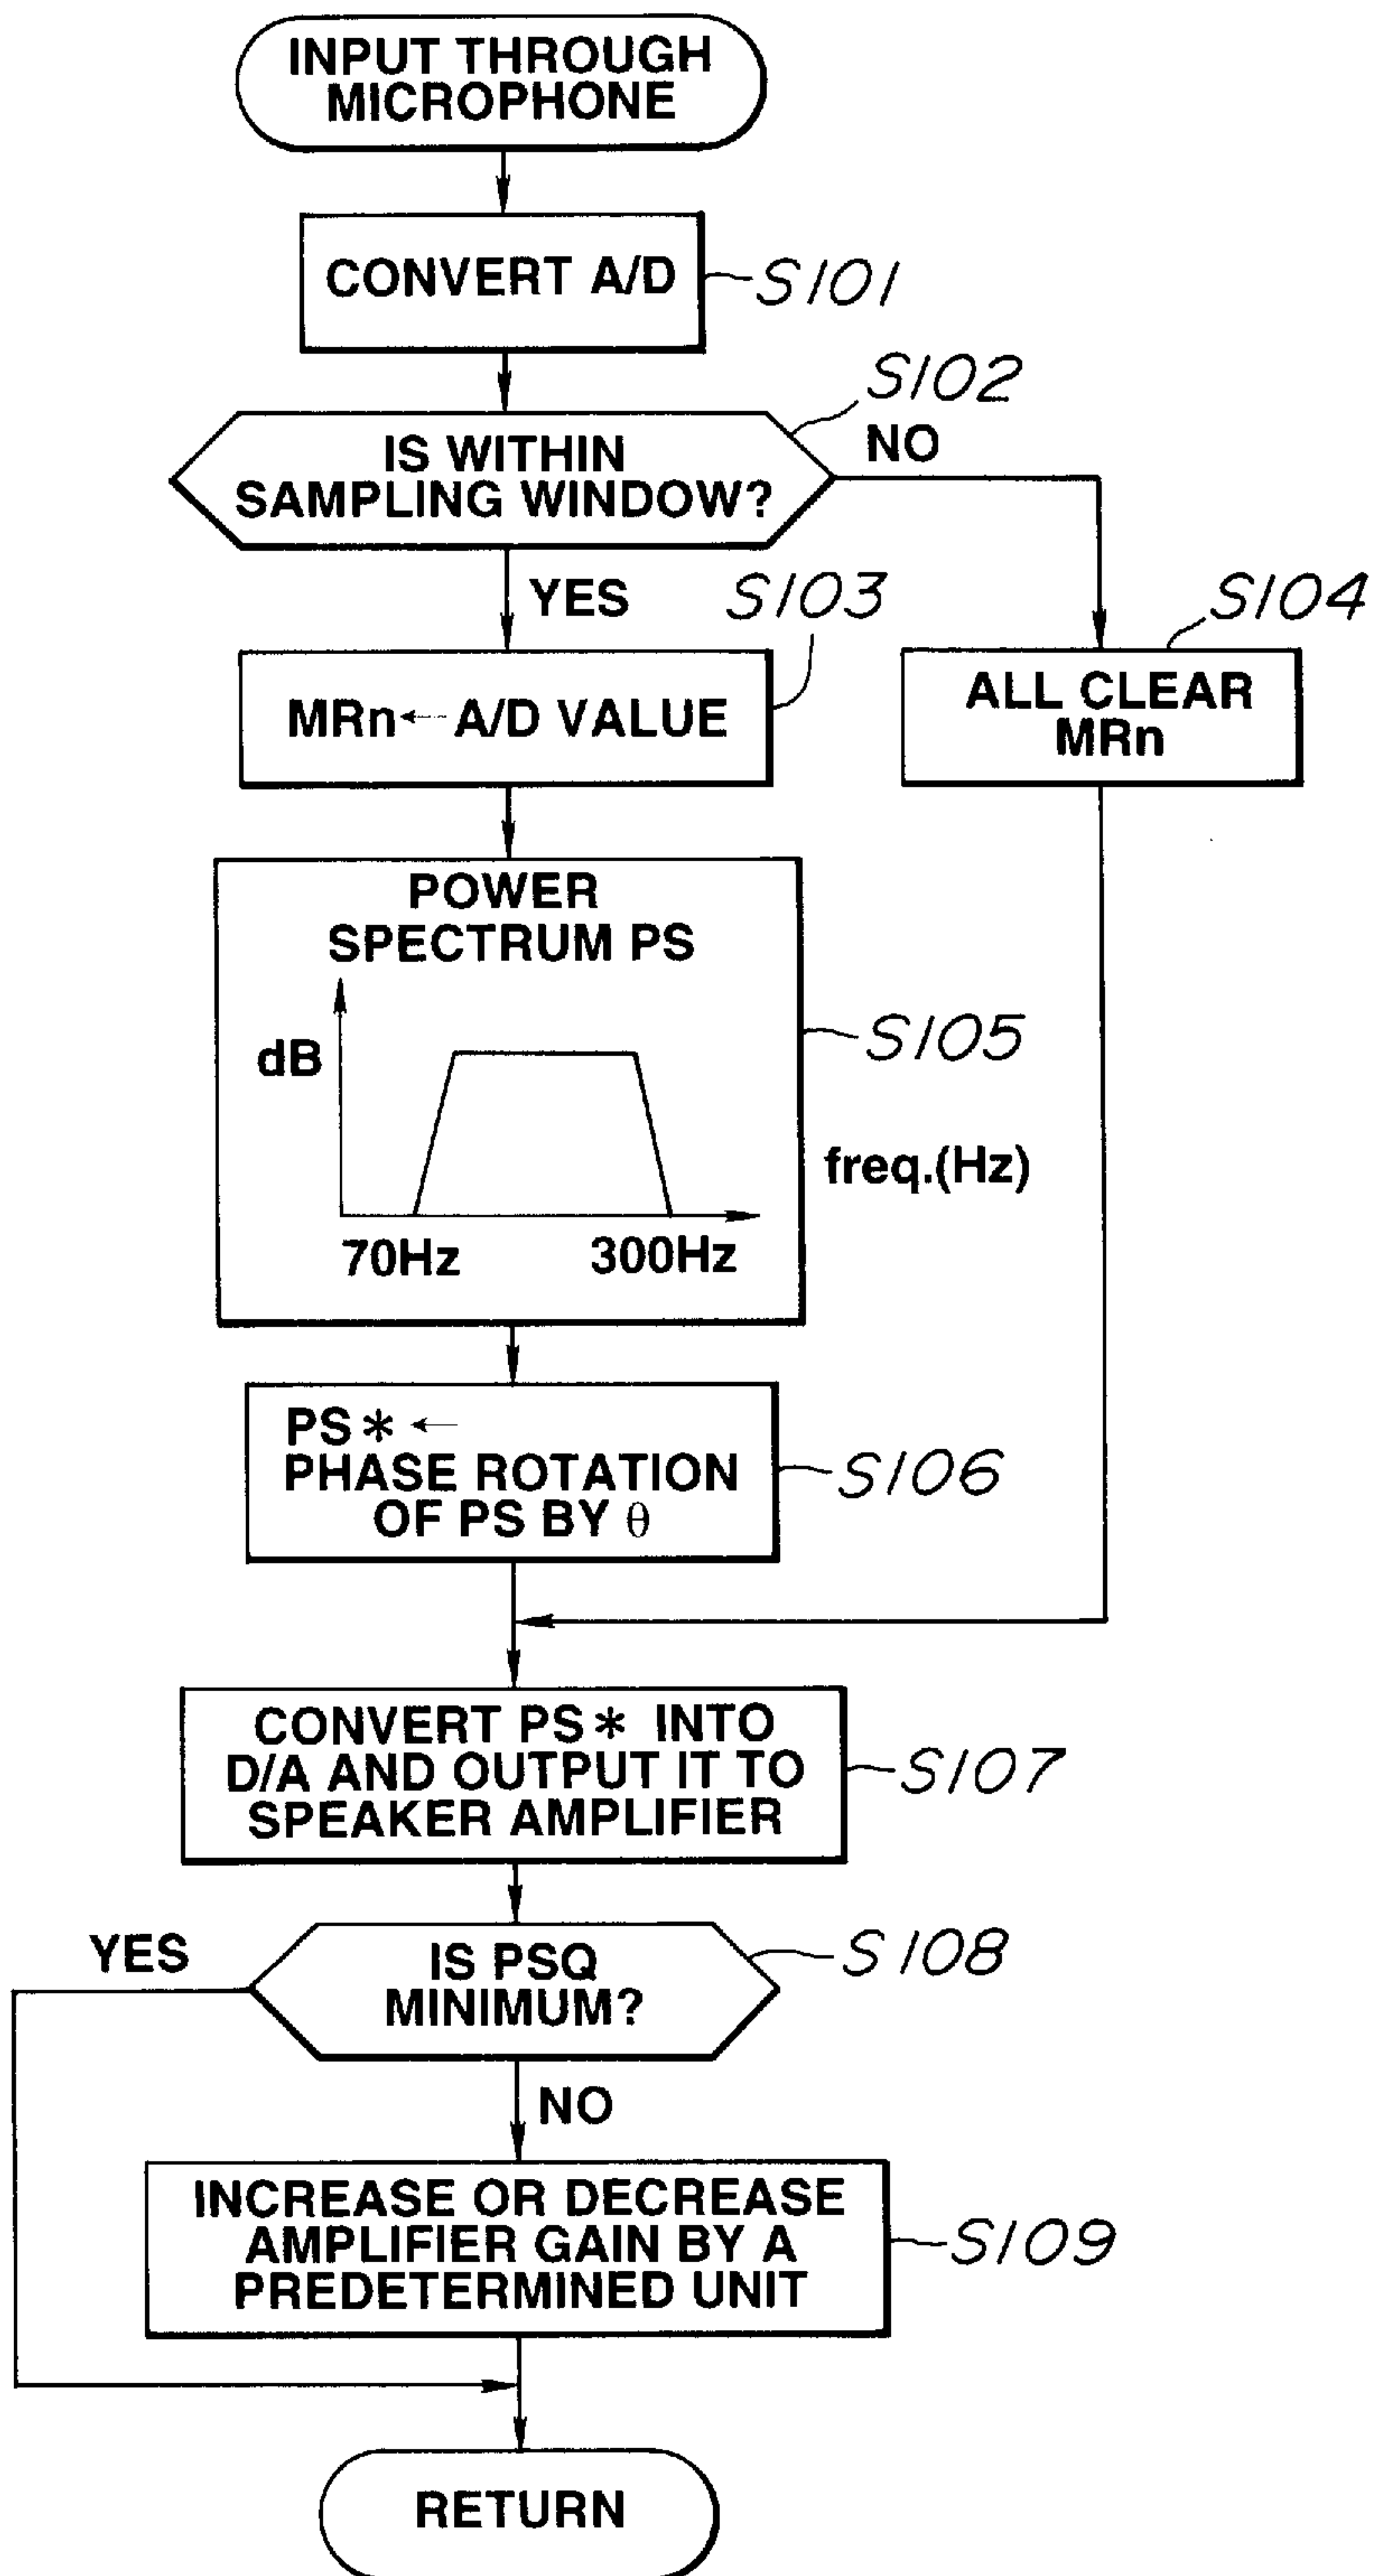 INPUT THROUGH
MICROPHONE
CONVERT A/D
S101
S102
IS WITHIN
SAMPLING WINDOW?
NO
YES
S103
S104
MRn← A/D VALUE
ALL CLEAR
MRn
POWER
SPECTRUM PS
dB
S105
freq.(Hz)
70Hz
300Hz
PS* ←
PHASE ROTATION
OF PS BY θ
S106
CONVERT PS* INTO
D/A AND OUTPUT IT TO
SPEAKER AMPLIFIER
S107
YES
IS PSQ
MINIMUM?
S108
NO
INCREASE OR DECREASE
AMPLIFIER GAIN BY A
PREDETERMINED UNIT
S109
RETURN